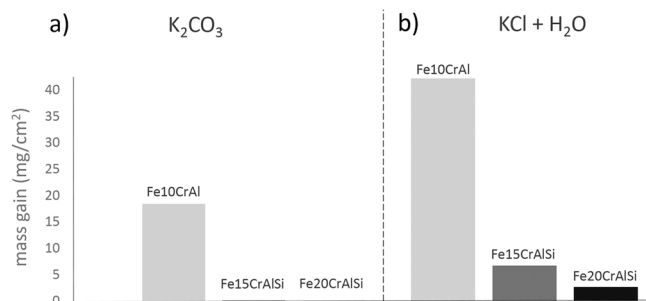 a) K₂CO₃
b) KCl + H₂O
mass gain (mg/cm²)
40
35
30
25
20
15
10
5
0
Fe10CrAl
Fe15CrAlSi
Fe20CrAlSi
Fe10CrAl
Fe15CrAlSi
Fe20CrAlSi